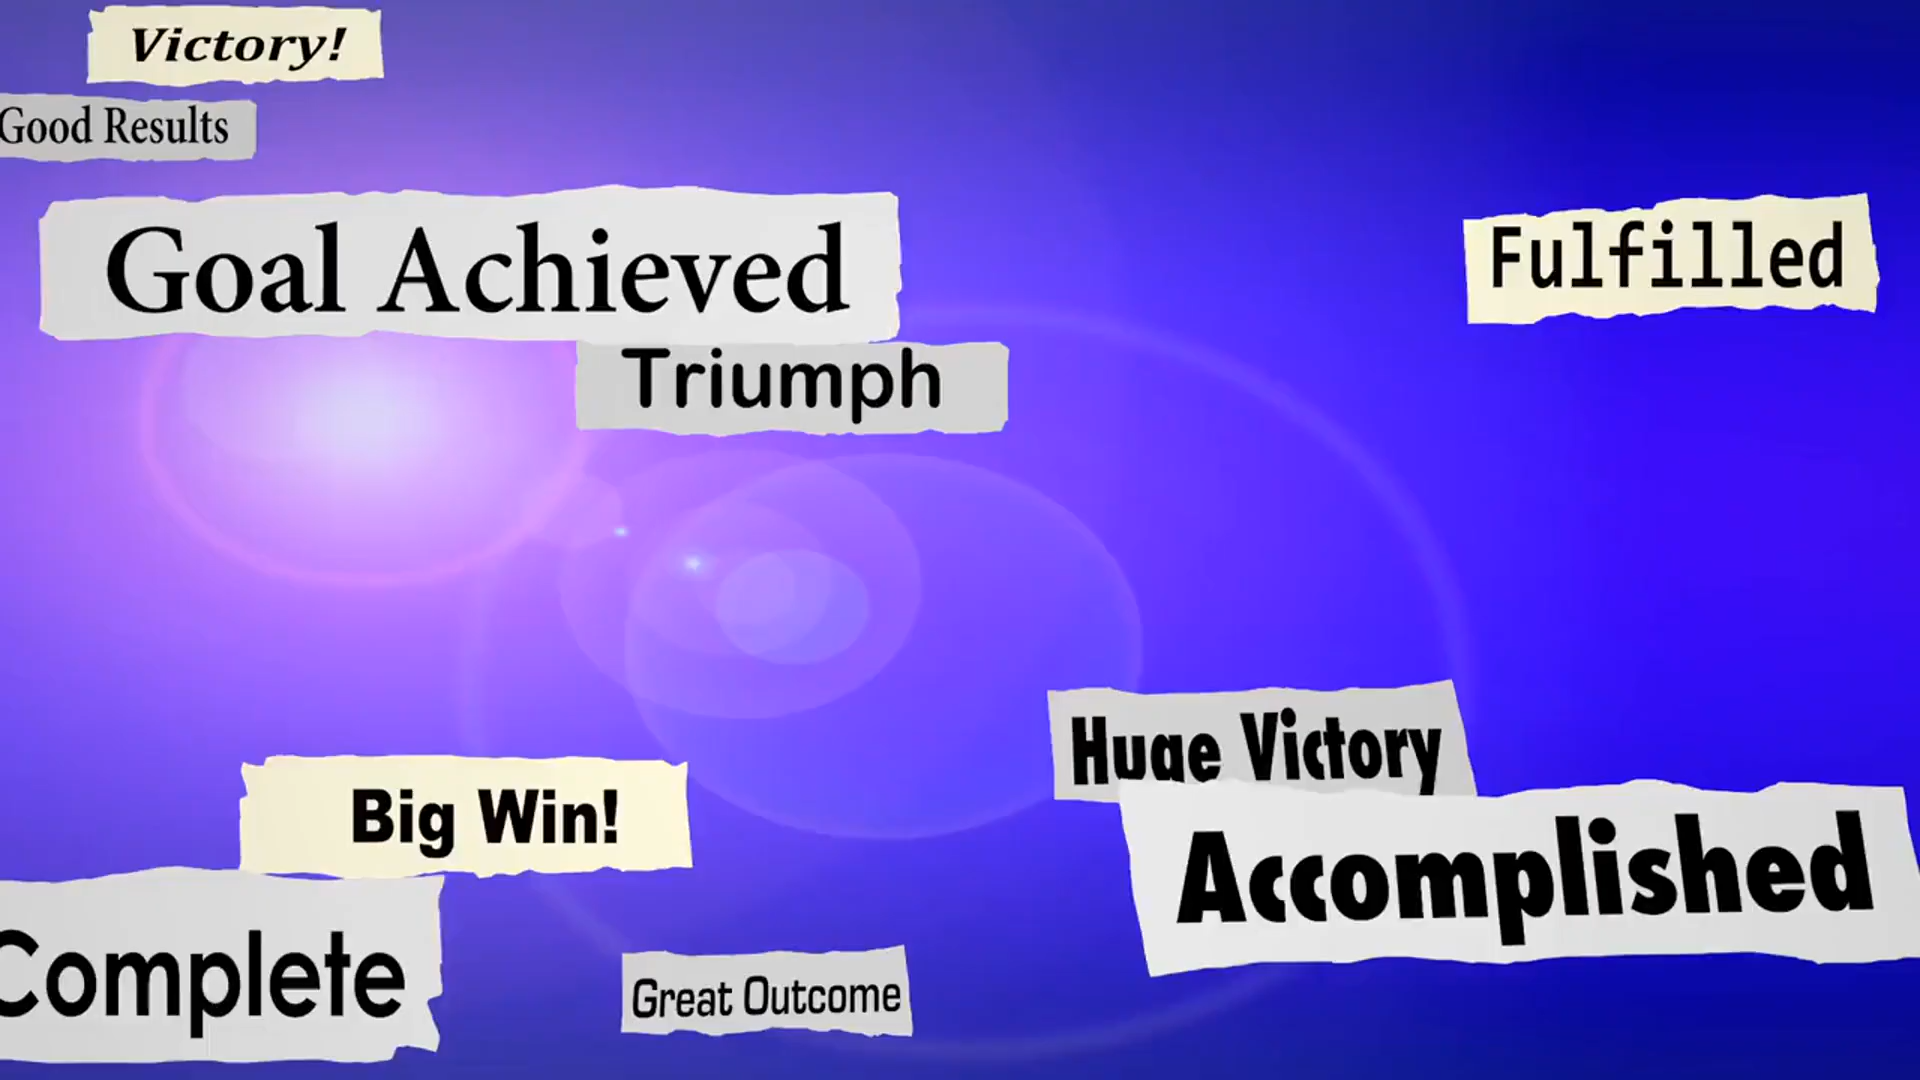 Victory!
Good Results
Goal Achieved
Fulfilled
Triumph
Huge Victory
Big Win!
Accomplished
Complete
Great Outcome